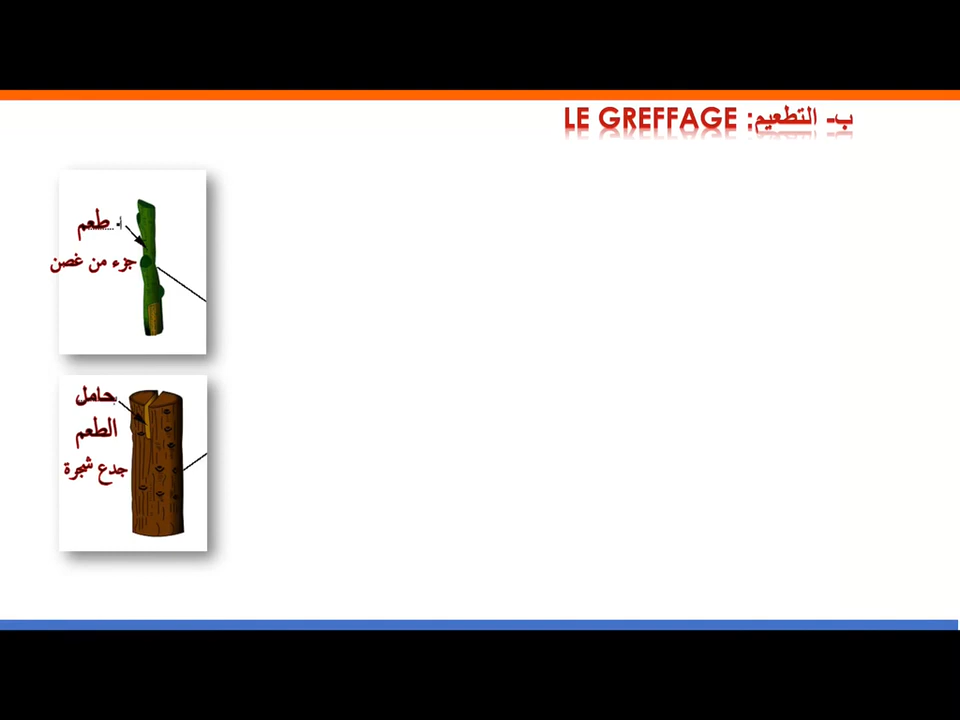 ب- التطعيم: LE GREFFAGE
أ- طعم
جزء من غصن
حامل
الطعم
جدع شجرة